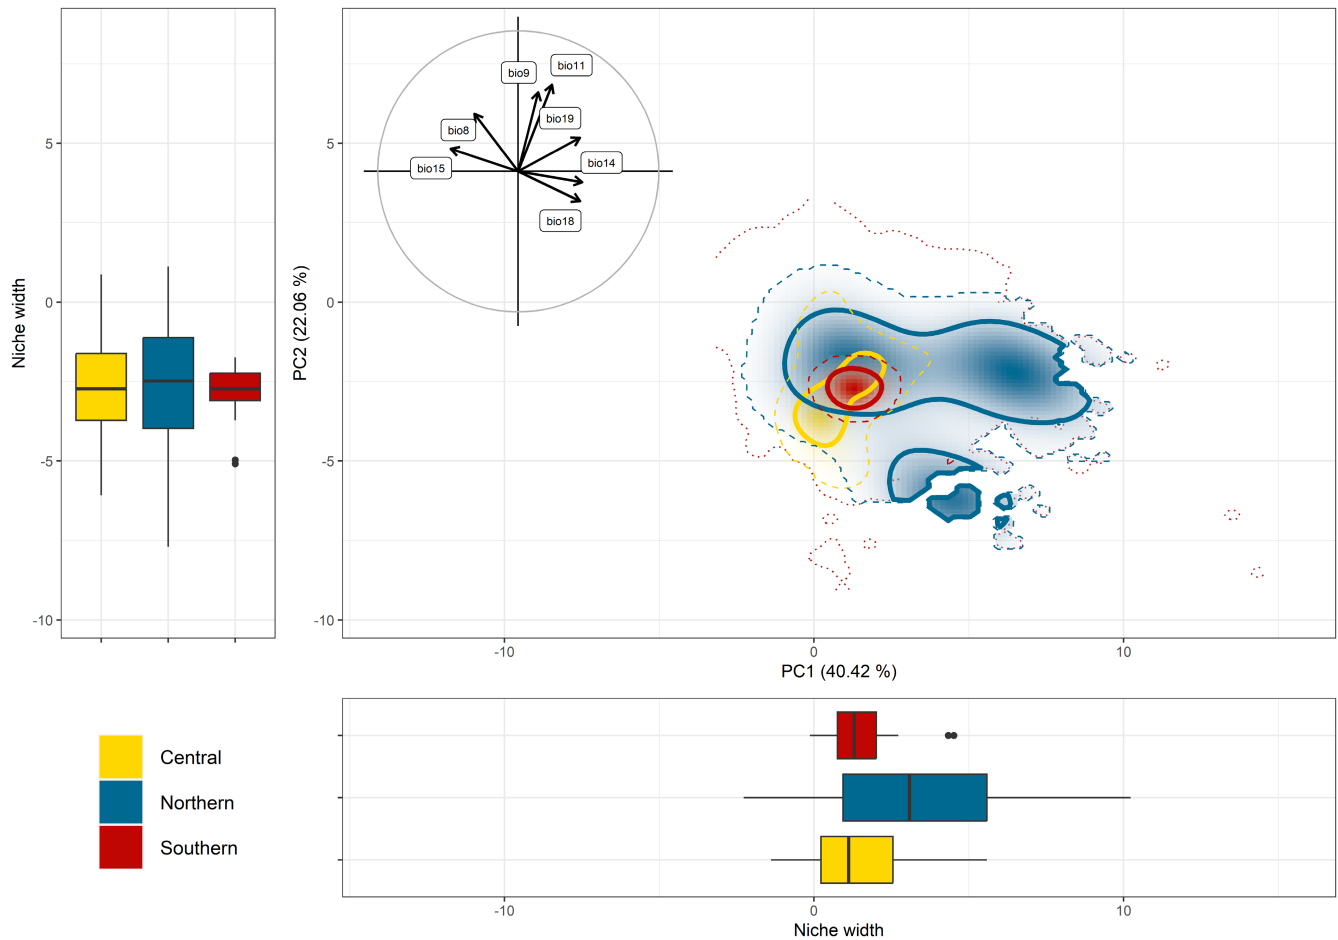 Niche width
5
0
-5
-10
PC2 (22.06 %)
5
0
-5
-10
bio9
bio11
bio19
bio8
bio15
bio14
bio18
-10
0
10
PC1 (40.42 %)
Central
Northern
Southern
-10
0
10
Niche width